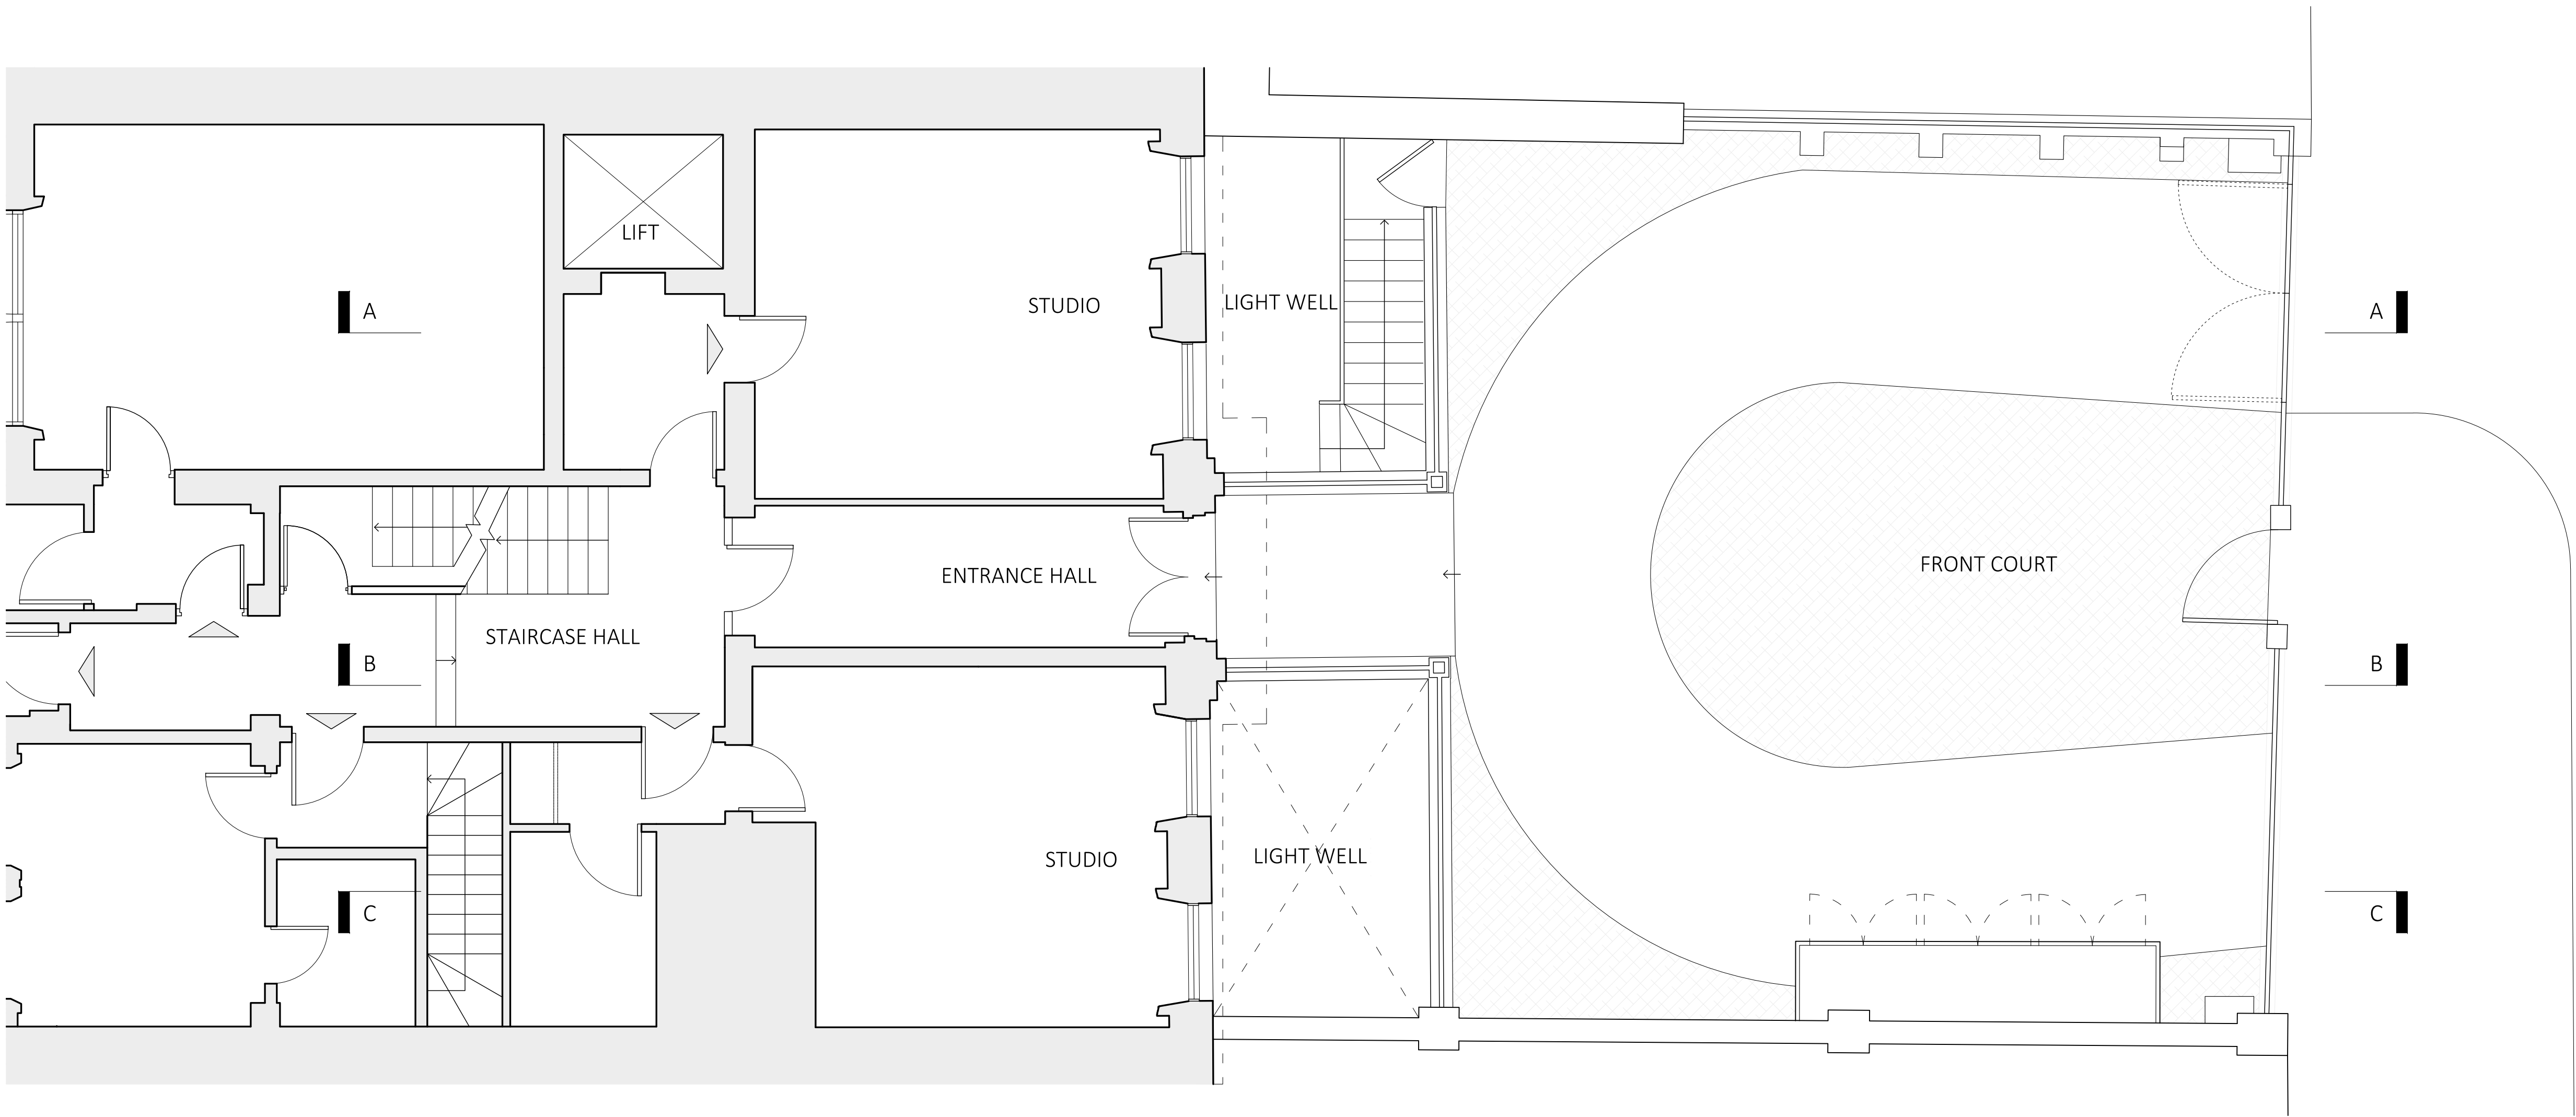 LIFT
A
STUDIO
LIGHT WELL
A
FRONT COURT
ENTRANCE HALL
STAIRCASE HALL
B
B
STUDIO
LIGHT WELL
C
C